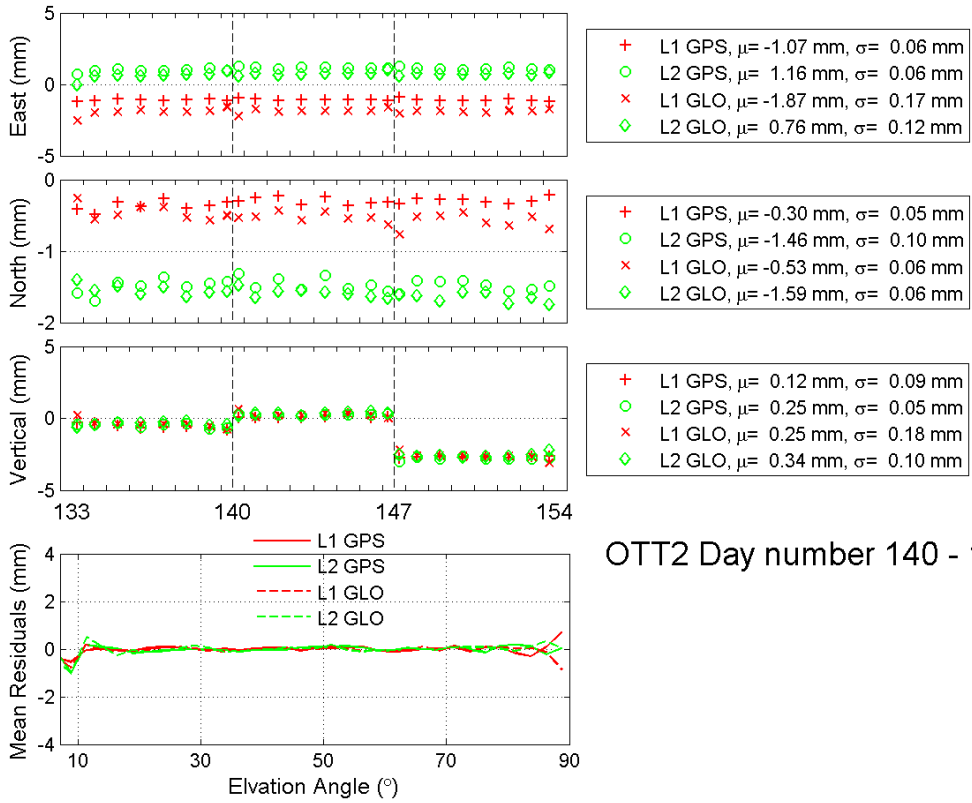 5
0
-5
East (mm)
L1 GPS, μ= -1.07 mm, σ= 0.06 mm
L2 GPS, μ= 1.16 mm, σ= 0.06 mm
L1 GLO, μ= -1.87 mm, σ= 0.17 mm
L2 GLO, μ= 0.76 mm, σ= 0.12 mm
0
-1
-2
North (mm)
L1 GPS, μ= -0.30 mm, σ= 0.05 mm
L2 GPS, μ= -1.46 mm, σ= 0.10 mm
L1 GLO, μ= -0.53 mm, σ= 0.06 mm
L2 GLO, μ= -1.59 mm, σ= 0.06 mm
5
0
-5
Vertical (mm)
133 140 147 154
L1 GPS, μ= 0.12 mm, σ= 0.09 mm
L2 GPS, μ= 0.25 mm, σ= 0.05 mm
L1 GLO, μ= 0.25 mm, σ= 0.18 mm
L2 GLO, μ= 0.34 mm, σ= 0.10 mm
L1 GPS
L2 GPS
L1 GLO
L2 GLO
4
2
0
-2
-4
Mean Residuals (mm)
10 30 50 70 90
Elvation Angle (°)
OTT2 Day number 140 -